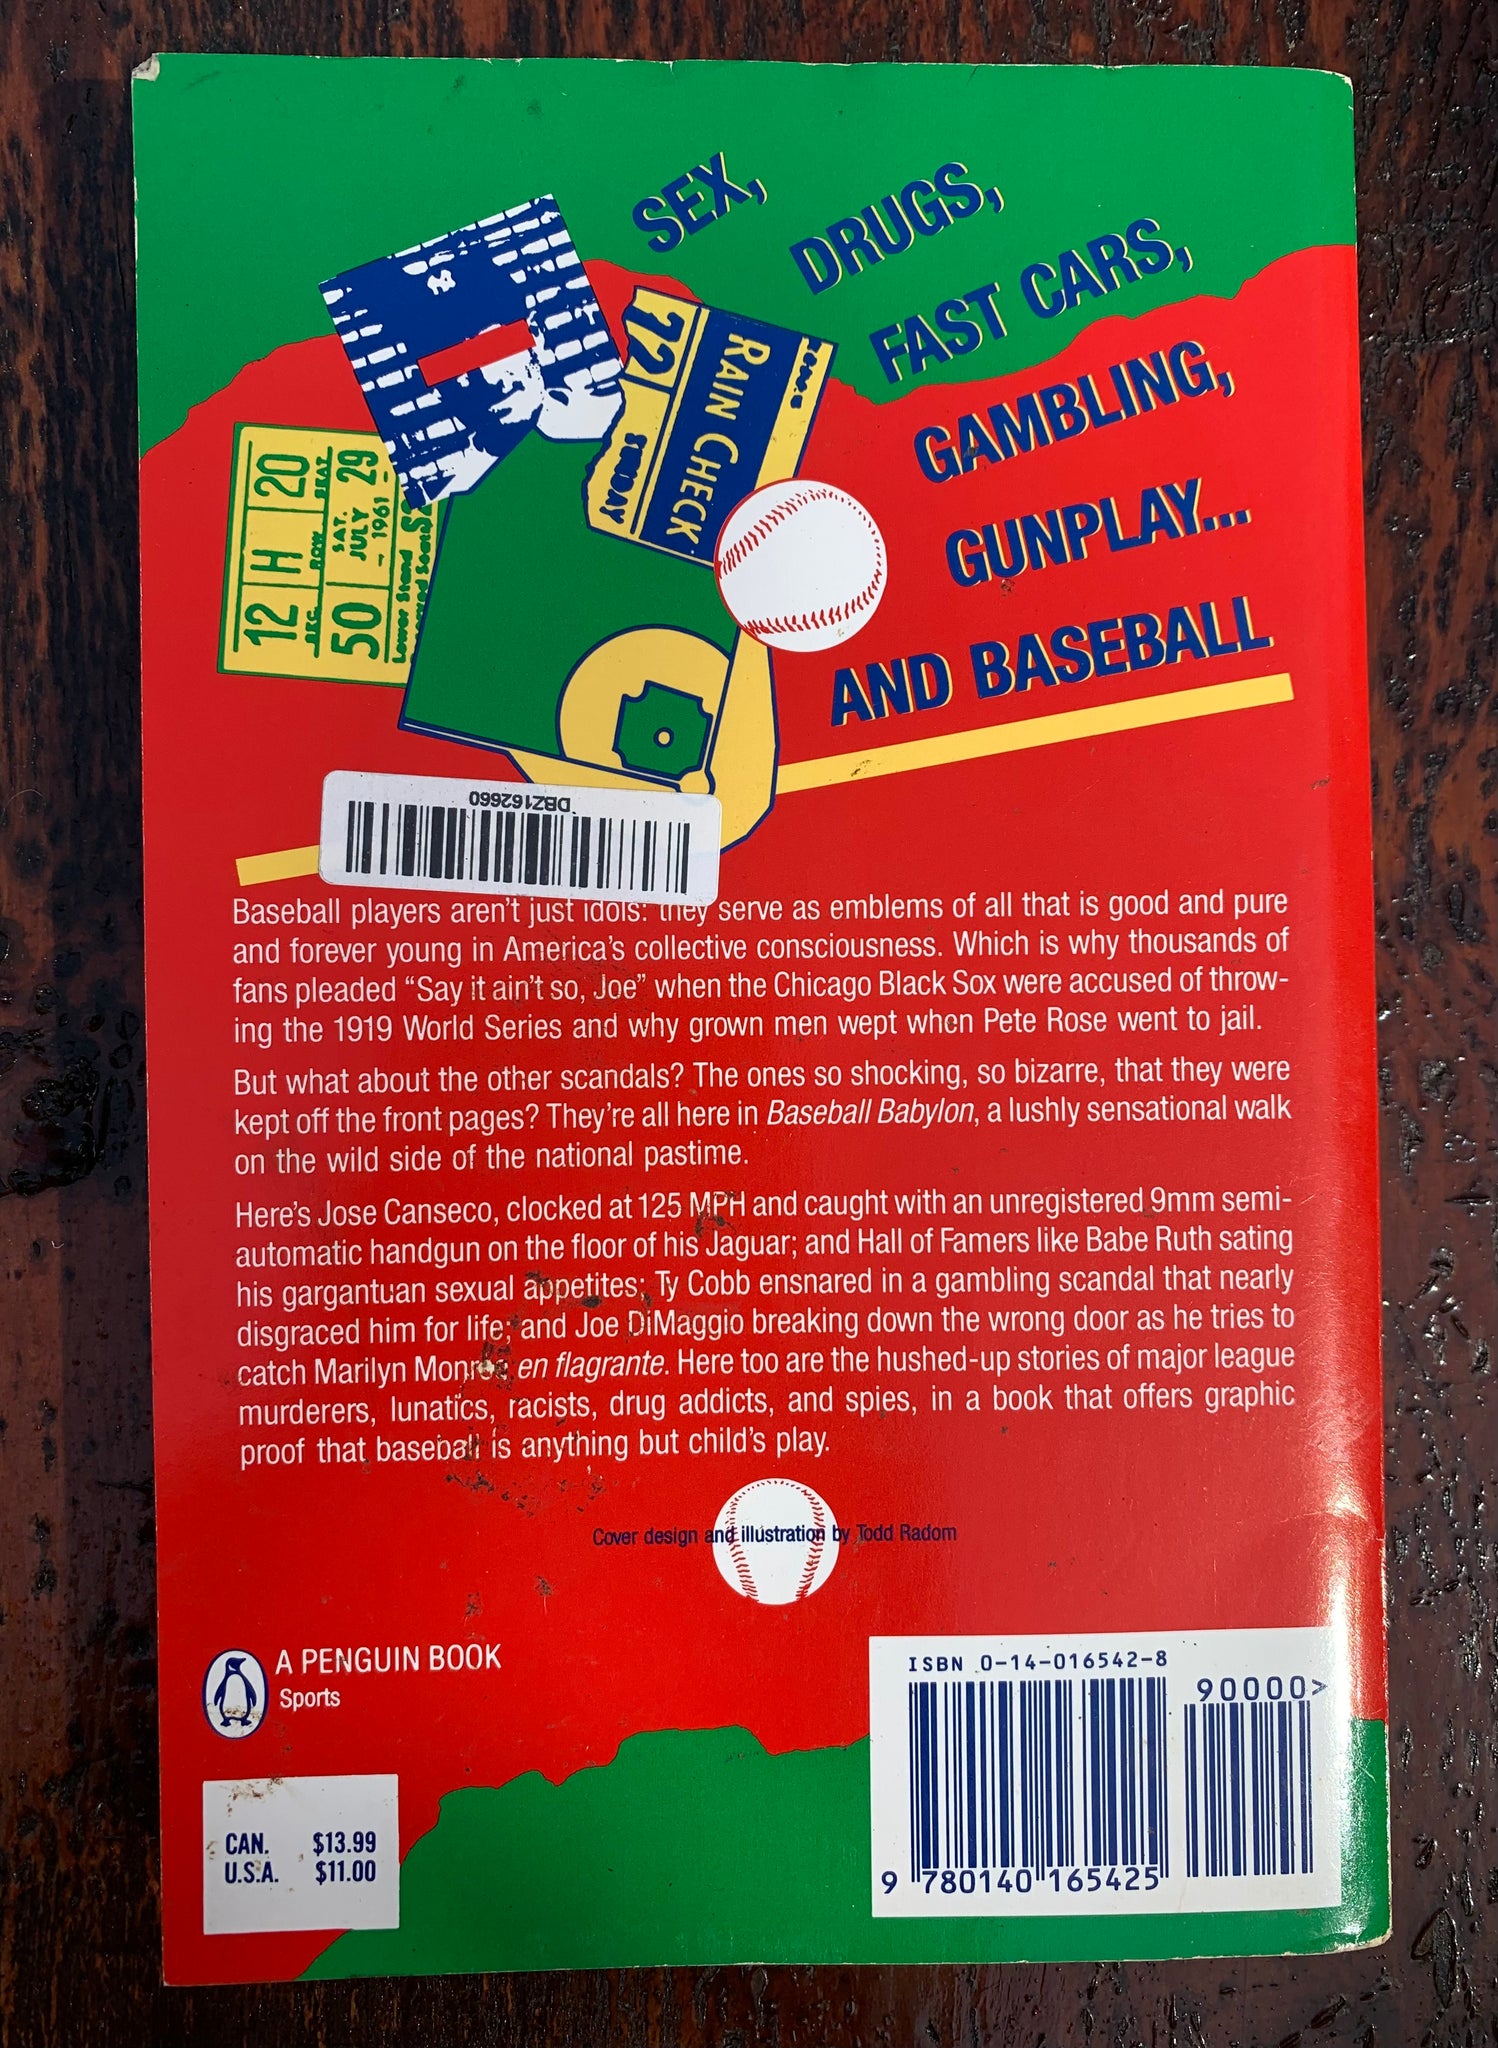 SEX,
DRUGS,
FAST CARS,
GAMBLING,
GUNPLAY...
AND BASEBALL
72
RAIN CHECK
SUNDAY
12 H 20
SEC. ROW SEAT
50 SAT. JULY 29
1961
Lower Stand
DBZ162660
Baseball players aren't just idols: they serve as emblems of all that is good and pure
and forever young in America's collective consciousness. Which is why thousands of
fans pleaded “Say it ain't so, Joe” when the Chicago Black Sox were accused of throw-
ing the 1919 World Series and why grown men wept when Pete Rose went to jail.
But what about the other scandals? The ones so shocking, so bizarre, that they were
kept off the front pages? They're all here in Baseball Babylon, a lushly sensational walk
on the wild side of the national pastime.
Here's Jose Canseco, clocked at 125 MPH and caught with an unregistered 9mm semi-
automatic handgun on the floor of his Jaguar; and Hall of Famers like Babe Ruth sating
his gargantuan sexual appetites; Ty Cobb ensnared in a gambling scandal that nearly
disgraced him for life; and Joe DiMaggio breaking down the wrong door as he tries to
catch Marilyn Monroe en flagrante. Here too are the hushed-up stories of major league
murderers, lunatics, racists, drug addicts, and spies, in a book that offers graphic
proof that baseball is anything but child's play.
Cover design and illustration by Todd Radom
A PENGUIN BOOK
Sports
CAN. $13.99
U.S.A. $11.00
ISBN 0-14-016542-8
90000>
9 780140 165425